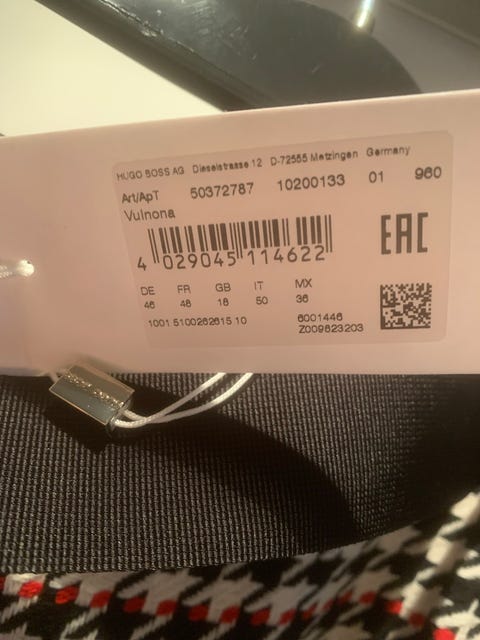 HUGO BOSS AG Dieselstrasse 12 D-72555 Metzingen Germany
Art/ApT 50372787 10200133 01 960
Vulnona
EAC
4 029045 114622
DE FR GB IT MX
46 48 18 50 36
1001 5100262615 10 6001446
Z009823203